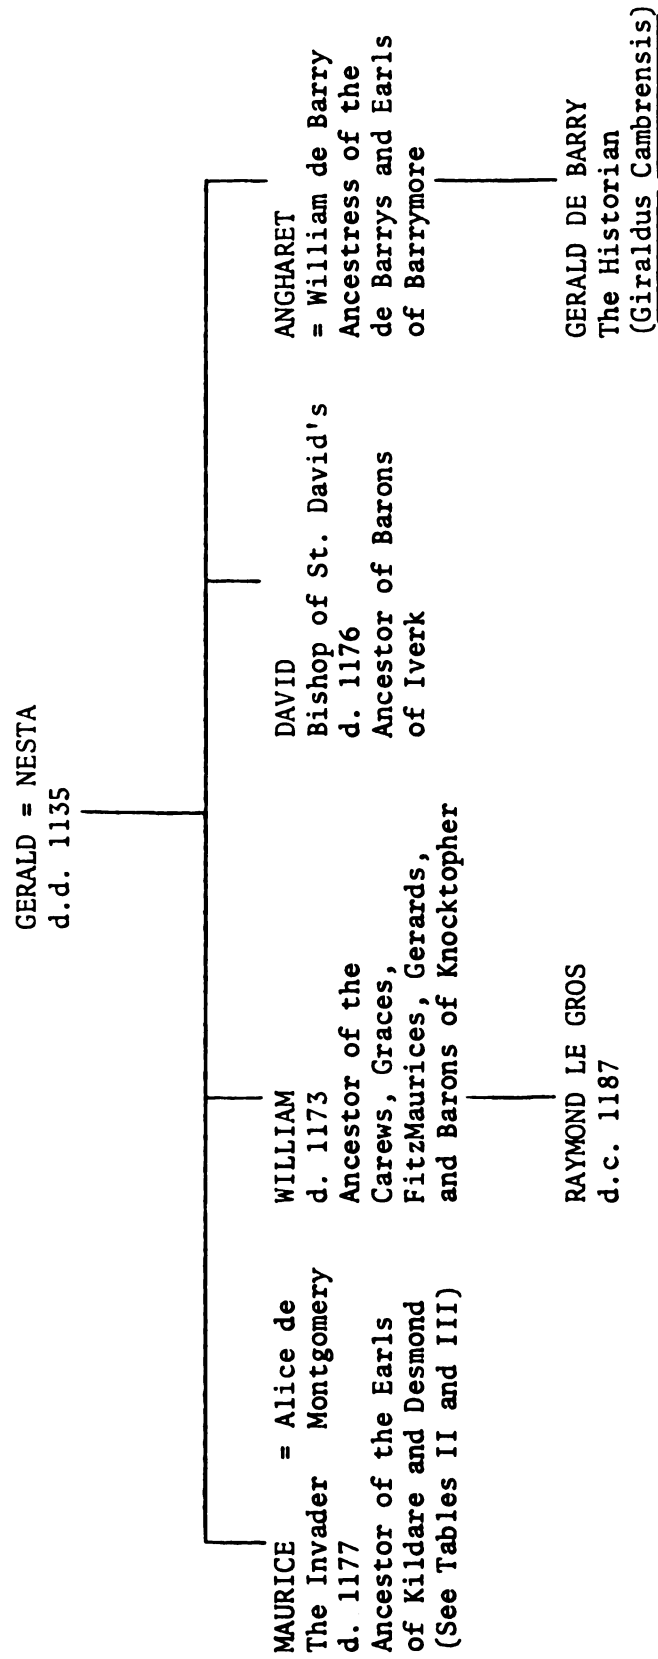 GERALD = NESTA
d.d. 1135
MAURICE = Alice de
The Invader Montgomery
d. 1177
Ancestor of the Earls
of Kildare and Desmond
(See Tables II and III)
WILLIAM
d. 1173
Ancestor of the
Carews, Graces,
FitzMaurices, Gerards,
and Barons of Knocktopher
RAYMOND LE GROS
d.c. 1187
DAVID
Bishop of St. David's
d. 1176
Ancestor of Barons
of Iverk
ANGHARET
= William de Barry
Ancestress of the
de Barrys and Earls
of Barrymore
GERALD DE BARRY
The Historian
(Giraldus Cambrensis)